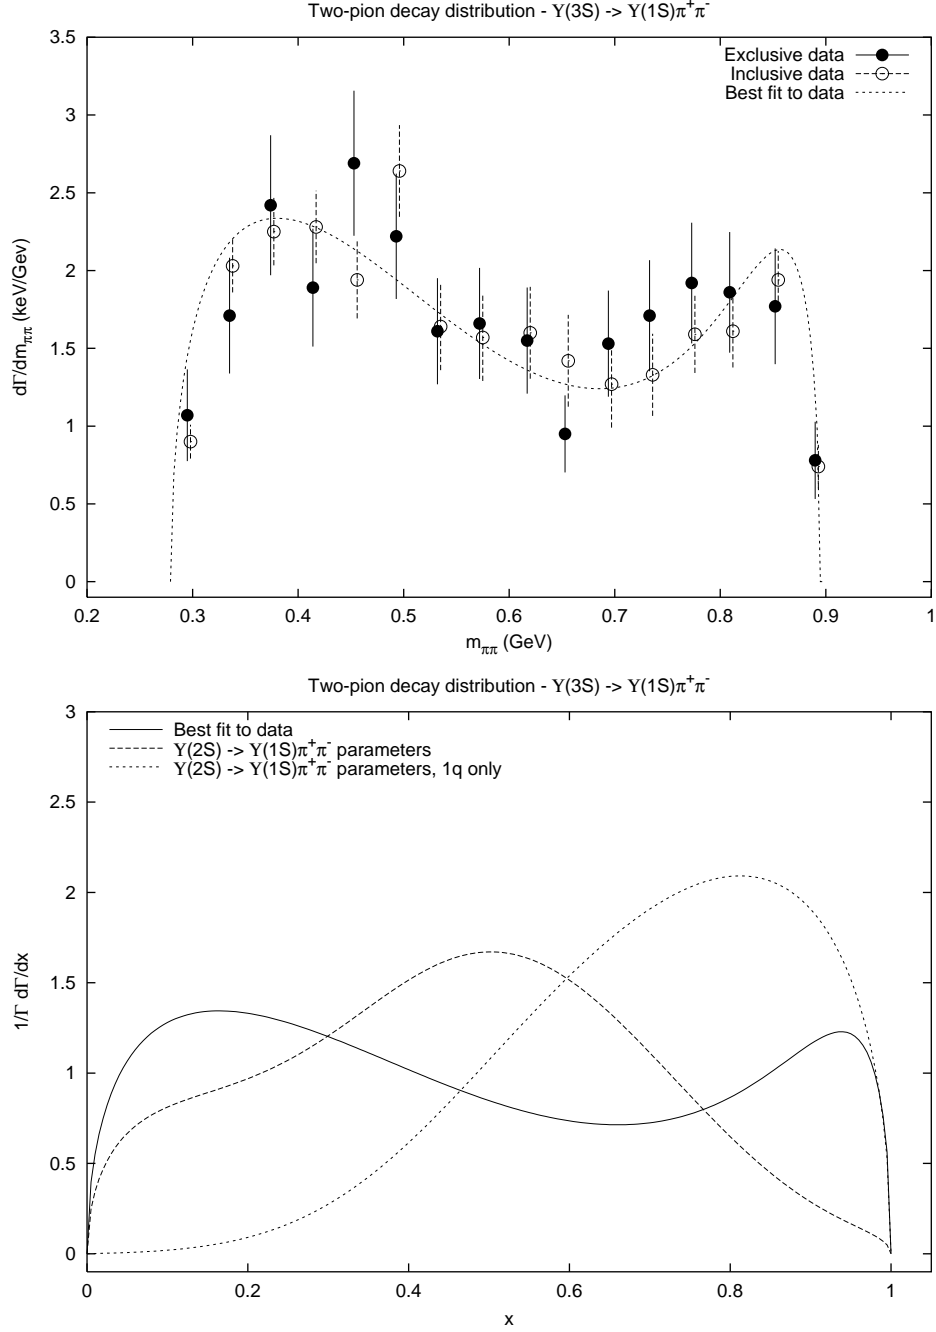 Two-pion decay distribution - Υ(3S) -> Υ(1S)π⁺π⁻
3.5
3
2.5
2
1.5
1
0.5
0
dΓ/dmππ (keV/Gev)
Exclusive data
Inclusive data
Best fit to data
0.2 0.3 0.4 0.5 0.6 0.7 0.8 0.9 1
mππ (GeV)
Two-pion decay distribution - Υ(3S) -> Υ(1S)π⁺π⁻
3
2.5
2
1.5
1
0.5
0
1/Γ dΓ/dx
Best fit to data
Υ(2S) -> Υ(1S)π⁺π⁻ parameters
Υ(2S) -> Υ(1S)π⁺π⁻ parameters, 1q only
0 0.2 0.4 0.6 0.8 1
x